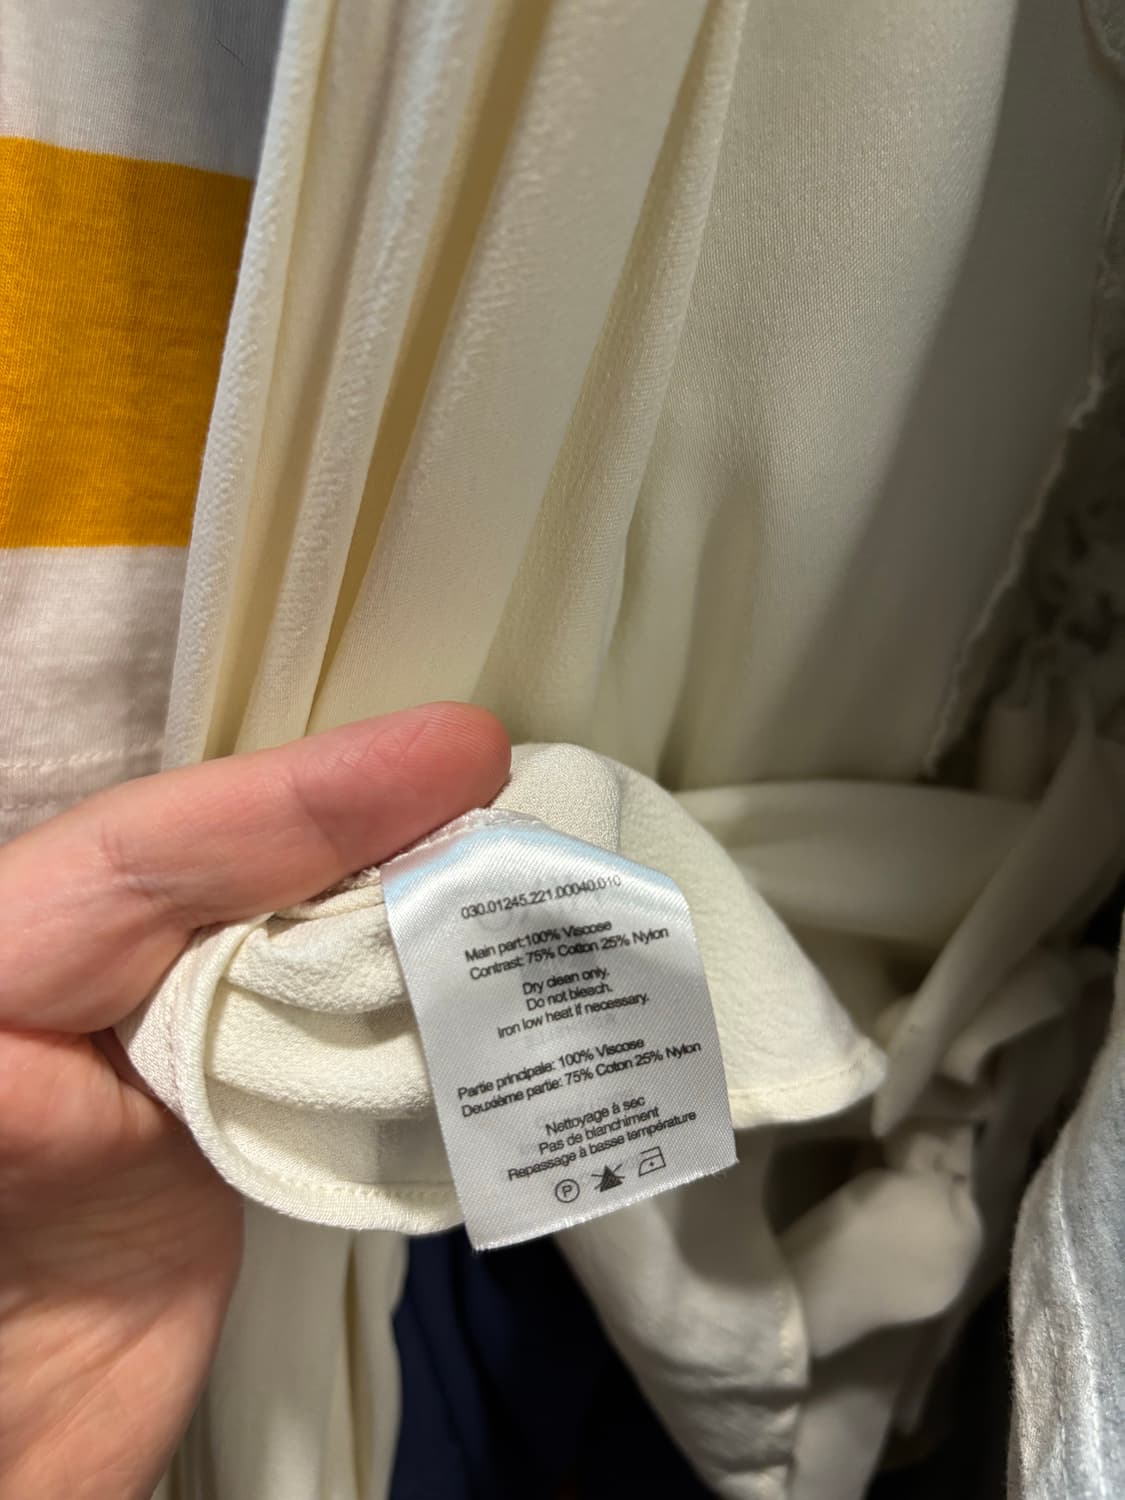 030.01245.221.00040.010
Main part:100% Viscose
Contrast: 75% Cotton 25% Nylon
Dry clean only.
Do not bleach.
Iron low heat if necessary.
Partie principale: 100% Viscose
Deuxième partie: 75% Coton 25% Nylon
Nettoyage à sec
Pas de blanchiment
Repassage à basse température
P